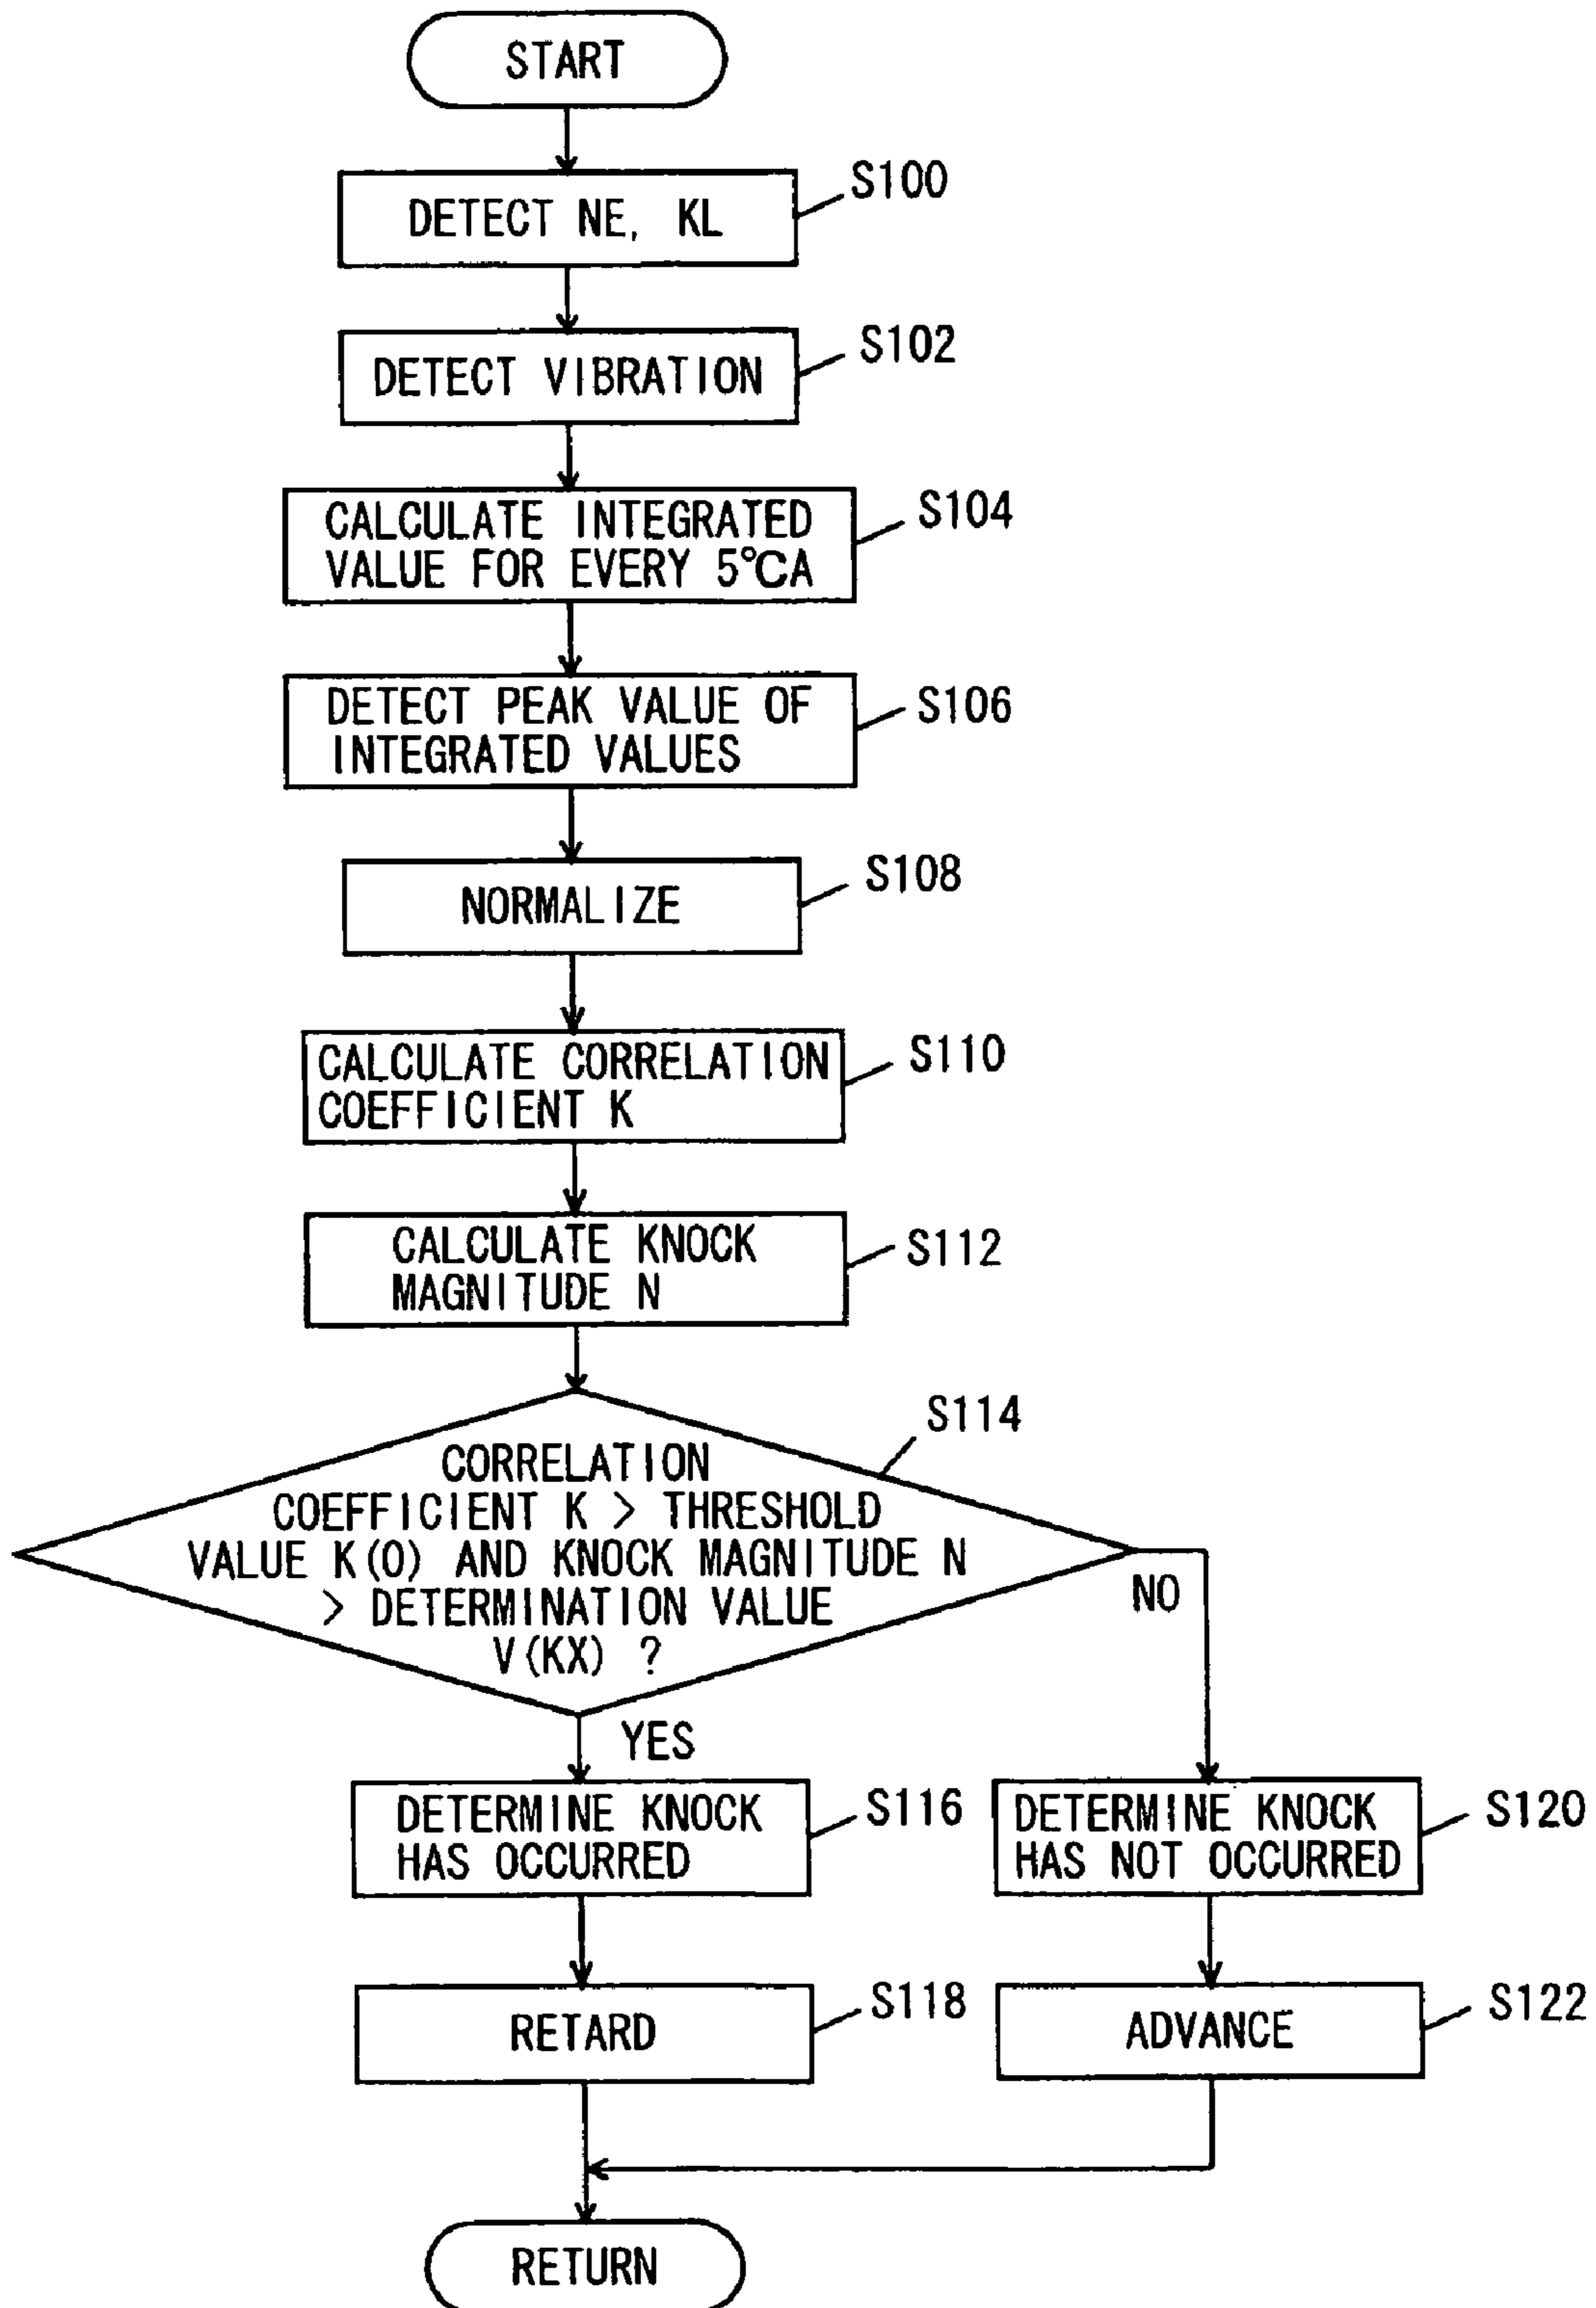 START
DETECT NE, KL
S100
DETECT VIBRATION
S102
CALCULATE INTEGRATED
VALUE FOR EVERY 5°CA
S104
DETECT PEAK VALUE OF
INTEGRATED VALUES
S106
NORMALIZE
S108
CALCULATE CORRELATION
COEFFICIENT K
S110
CALCULATE KNOCK
MAGNITUDE N
S112
S114
CORRELATION
COEFFICIENT K > THRESHOLD
VALUE K(0) AND KNOCK MAGNITUDE N
> DETERMINATION VALUE
V(KX) ?
NO
YES
DETERMINE KNOCK
HAS OCCURRED
S116
DETERMINE KNOCK
HAS NOT OCCURRED
S120
RETARD
S118
ADVANCE
S122
RETURN